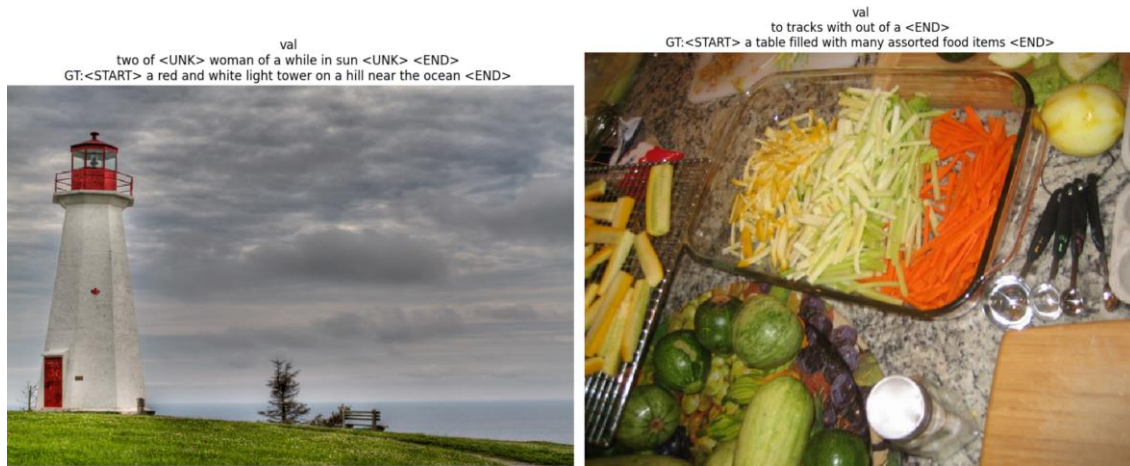 val
two of <UNK> woman of a while in sun <UNK> <END>
GT:<START> a red and white light tower on a hill near the ocean <END>
val
to tracks with out of a <END>
GT:<START> a table filled with many assorted food items <END>